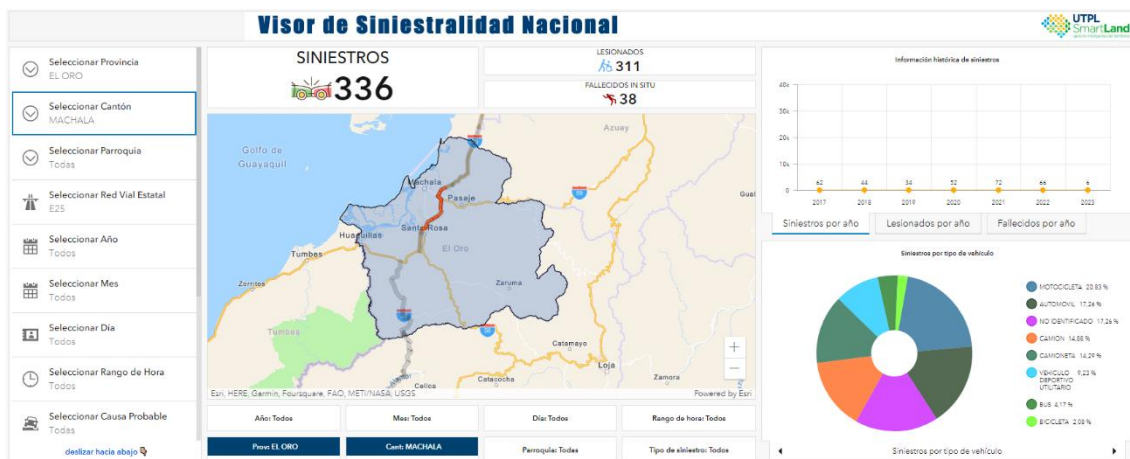 Visor de Siniestralidad Nacional
UTPL
SmartLand
Seleccionar Provincia
EL ORO
Seleccionar Cantón
MACHALA
Seleccionar Parroquia
Todas
Seleccionar Red Vial Estatal
E25
Seleccionar Año
Todos
Seleccionar Mes
Todos
Seleccionar Día
Todos
Seleccionar Rango de Hora
Todos
Seleccionar Causa Probable
Todas
deslizar hacia abajo
SINIESTROS
336
LESIONADOS
311
FALLECIDOS IN SITU
38
Golfo de
Guayaquil
Azuay
Machala
Pasaje
Santa Rosa
Huaquillas
El Oro
Tumbes
Zorritos
Zaruma
Tumbes
Catamayo
Loja
Zamora
Celica
Catacocha
Esri, HERE, Garmin, Foursquare, FAO, METI/NASA, USGS
Powered by Esri
Año: Todos
Mes: Todos
Día: Todos
Rango de hora: Todos
Prov: EL ORO
Cant: MACHALA
Parroquia: Todas
Tipo de siniestro: Todos
Información histórica de siniestros
40k
30k
20k
10k
0
62 44 34 52 72 66 6
2017 2018 2019 2020 2021 2022 2023
Siniestros por año
Lesionados por año
Fallecidos por año
Siniestros por tipo de vehículo
MOTOCICLETA 20,83 %
AUTOMOVIL 17,26 %
NO IDENTIFICADO 17,26 %
CAMION 14,88 %
CAMIONETA 14,29 %
VEHICULO 9,23 %
DEPORTIVO
UTILITARIO
BUS 4,17 %
BICICLETA 2,08 %
Siniestros por tipo de vehículo